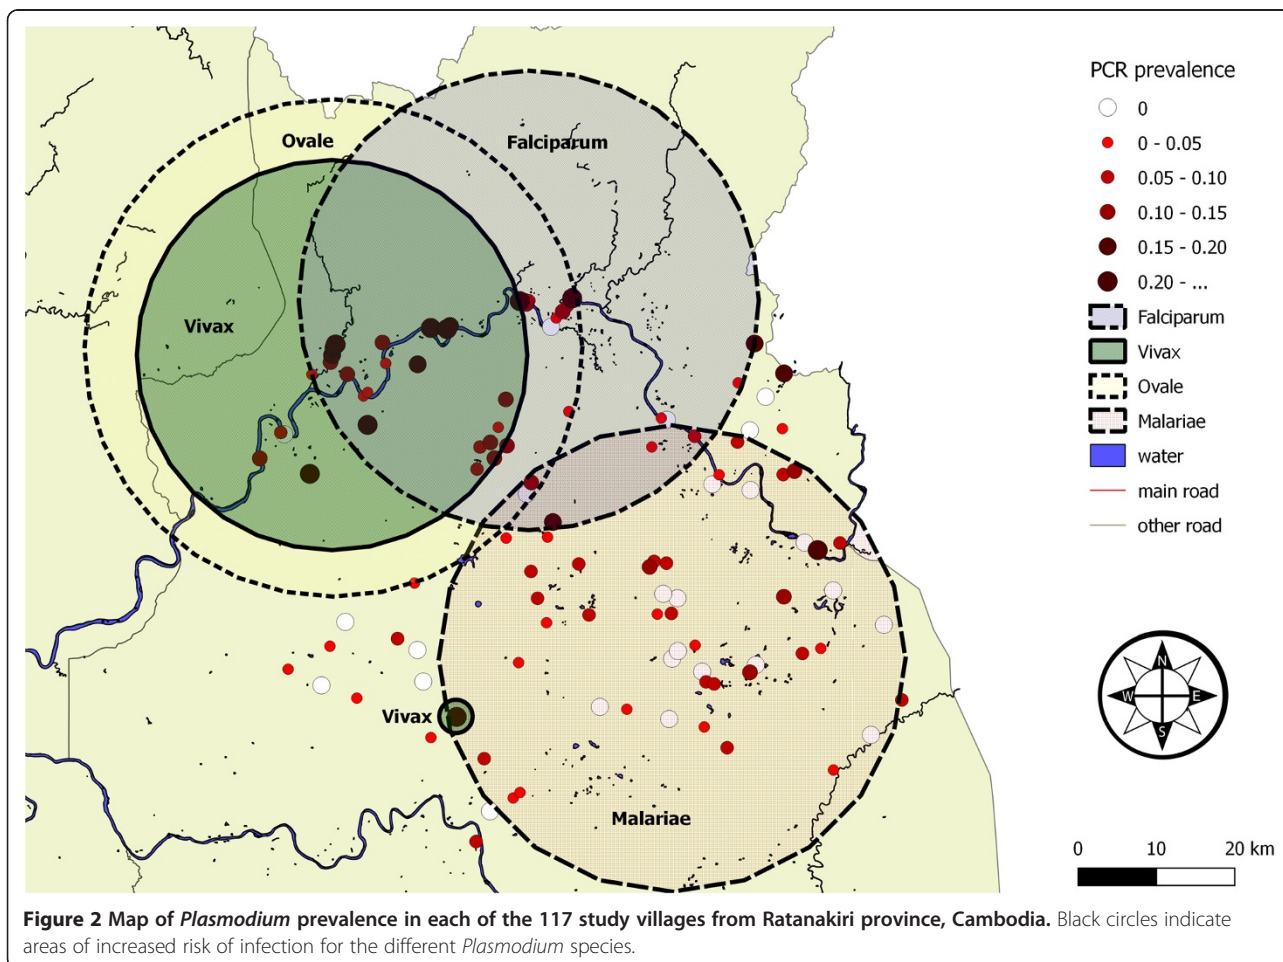 Ovale
Falciparum
Vivax
Vivax
Malariae
PCR prevalence
0
0 - 0.05
0.05 - 0.10
0.10 - 0.15
0.15 - 0.20
0.20 - ...
Falciparum
Vivax
Ovale
Malariae
water
main road
other road
N
W E
S
0 10 20 km
Figure 2 Map of Plasmodium prevalence in each of the 117 study villages from Ratanakiri province, Cambodia. Black circles indicate
areas of increased risk of infection for the different Plasmodium species.